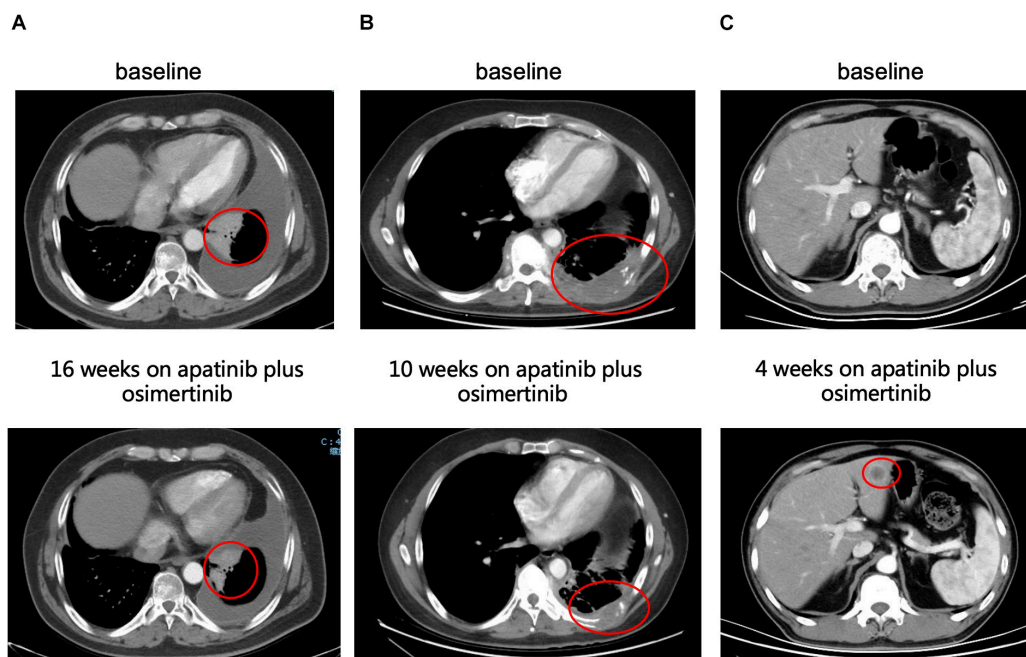 A
B
C
baseline
baseline
baseline
16 weeks on apatinib plus
osimertinib
10 weeks on apatinib plus
osimertinib
4 weeks on apatinib plus
osimertinib